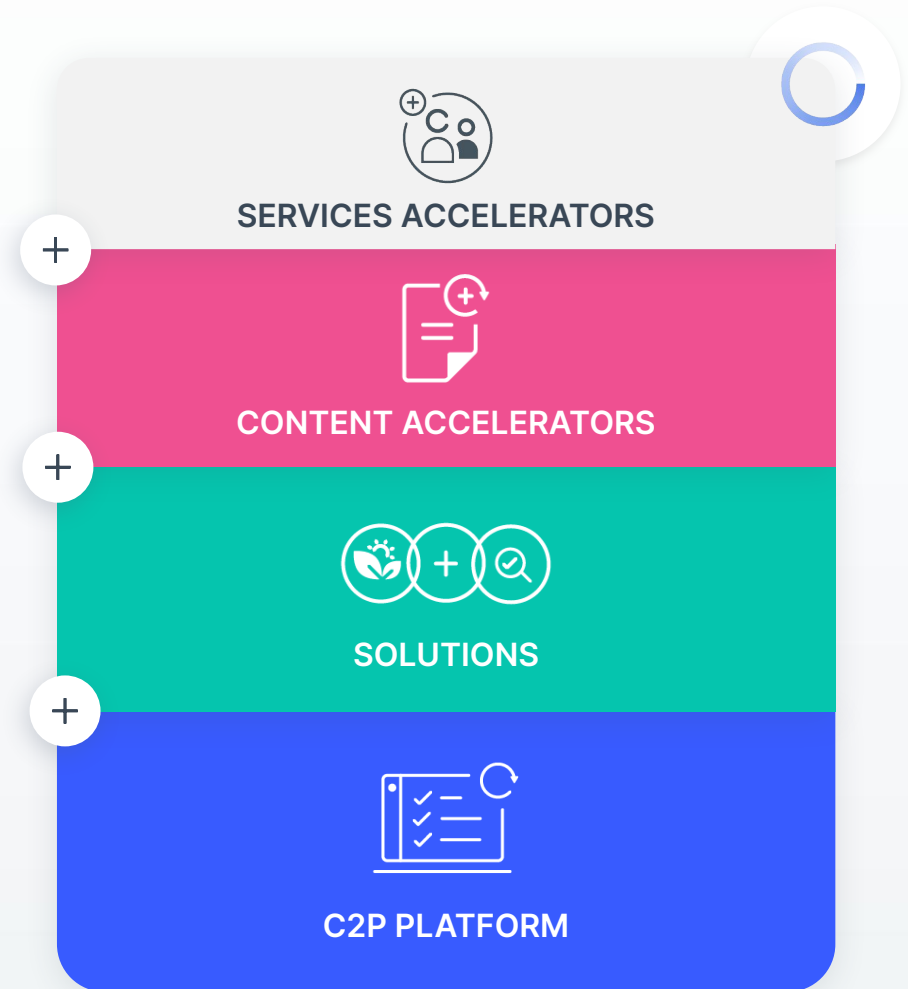 SERVICES ACCELERATORS
CONTENT ACCELERATORS
SOLUTIONS
C2P PLATFORM